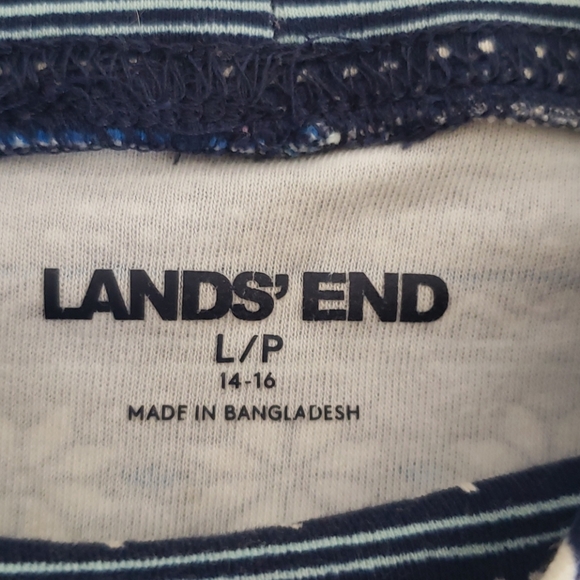 LANDS' END
L/P
14-16
MADE IN BANGLADESH